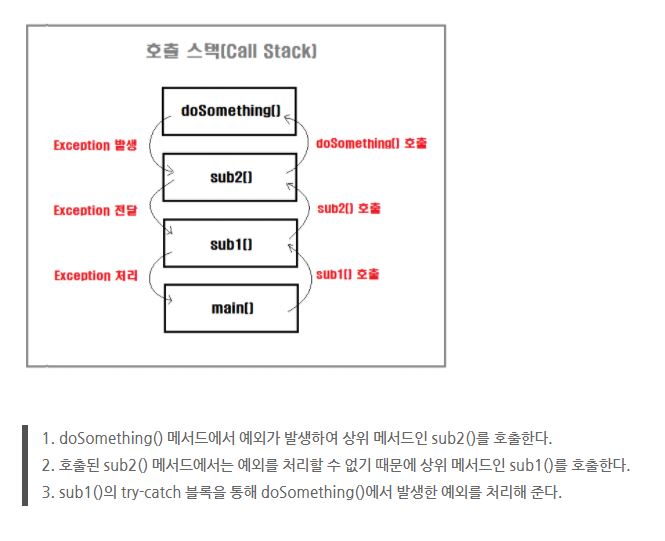 호출 스택(Call Stack)
doSomething()
Exception 발생
doSomething() 호출
sub2()
Exception 전달
sub2() 호출
sub1()
Exception 처리
sub1() 호출
main()
1. doSomething() 메서드에서 예외가 발생하여 상위 메서드인 sub2()를 호출한다.
2. 호출된 sub2() 메서드에서는 예외를 처리할 수 없기 때문에 상위 메서드인 sub1()를 호출한다.
3. sub1()의 try-catch 블록을 통해 doSomething()에서 발생한 예외를 처리해 준다.